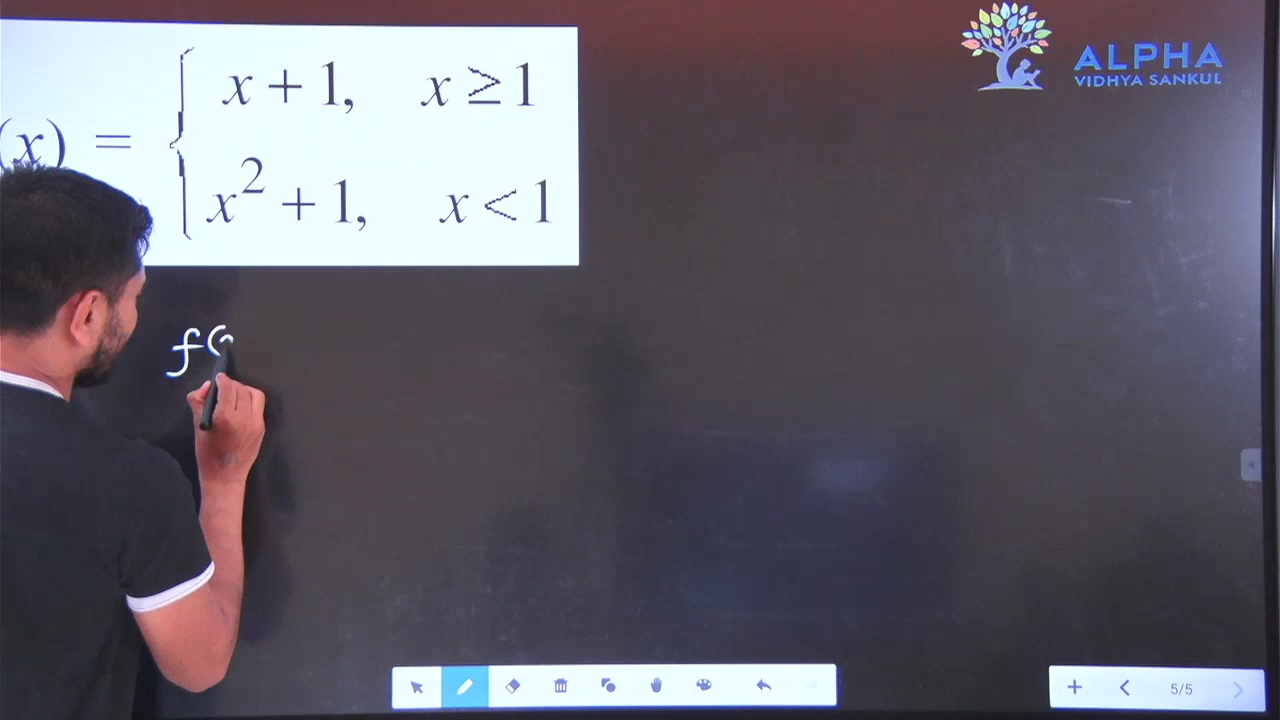 (x) = { x + 1, x ≥ 1
x² + 1, x < 1
f(
ALPHA
VIDHYA SANKUL
5/5